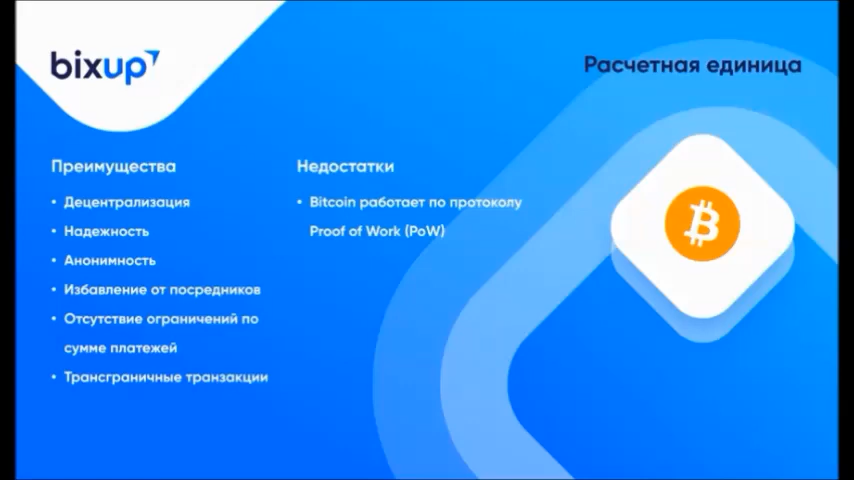 bixup
Расчетная единица
Преимущества
• Децентрализация
• Надежность
• Анонимность
• Избавление от посредников
• Отсутствие ограничений по
сумме платежей
• Трансграничные транзакции
Недостатки
• Bitcoin работает по протоколу
Proof of Work (PoW)